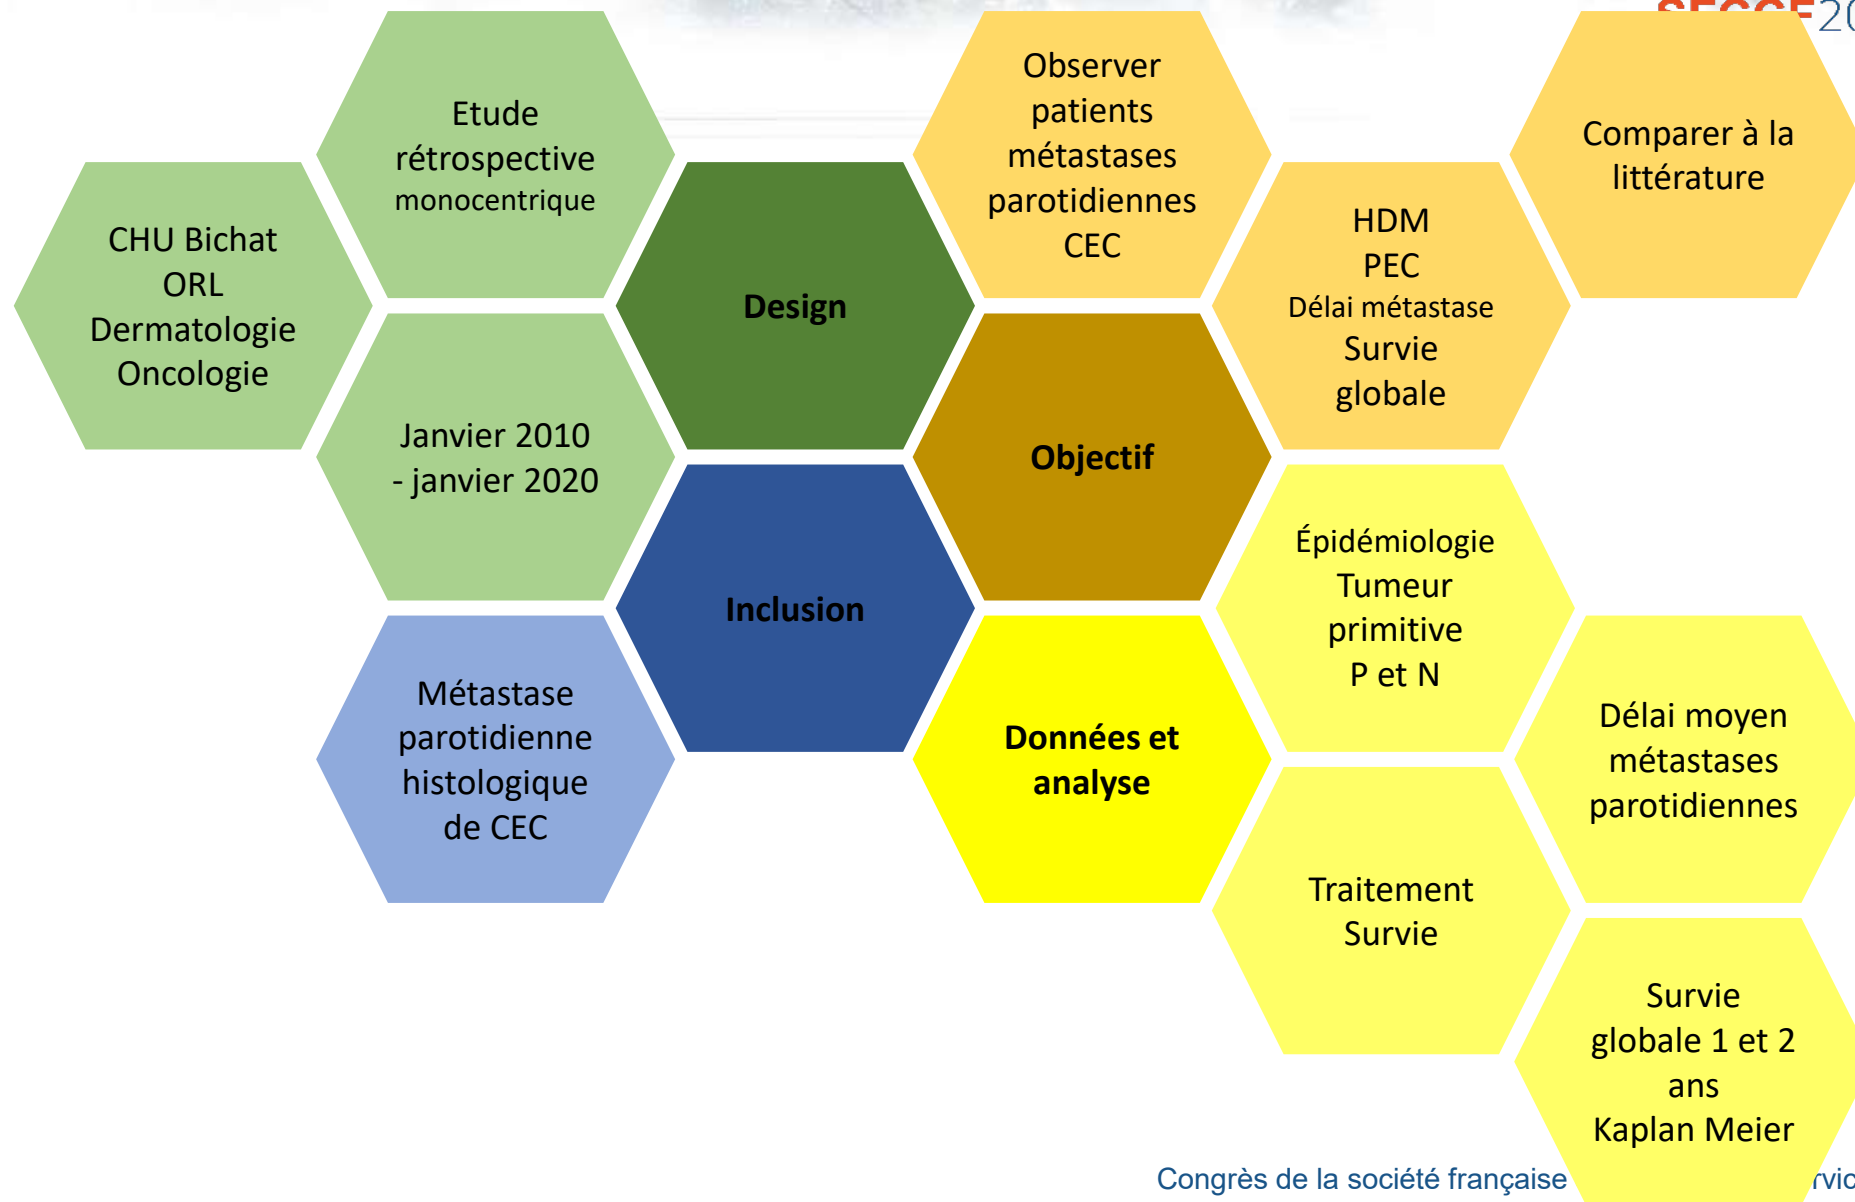 Etude
rétrospective
monocentrique
CHU Bichat
ORL
Dermatologie
Oncologie
Janvier 2010
- janvier 2020
Design
Observer
patients
métastases
parotidiennes
CEC
Objectif
HDM
PEC
Délai métastase
Survie
globale
Comparer à la
littérature
Inclusion
Métastase
parotidienne
histologique
de CEC
Données et
analyse
Épidémiologie
Tumeur
primitive
P et N
Délai moyen
métastases
parotidiennes
Traitement
Survie
Survie
globale 1 et 2
ans
Kaplan Meier
Congrès de la société française